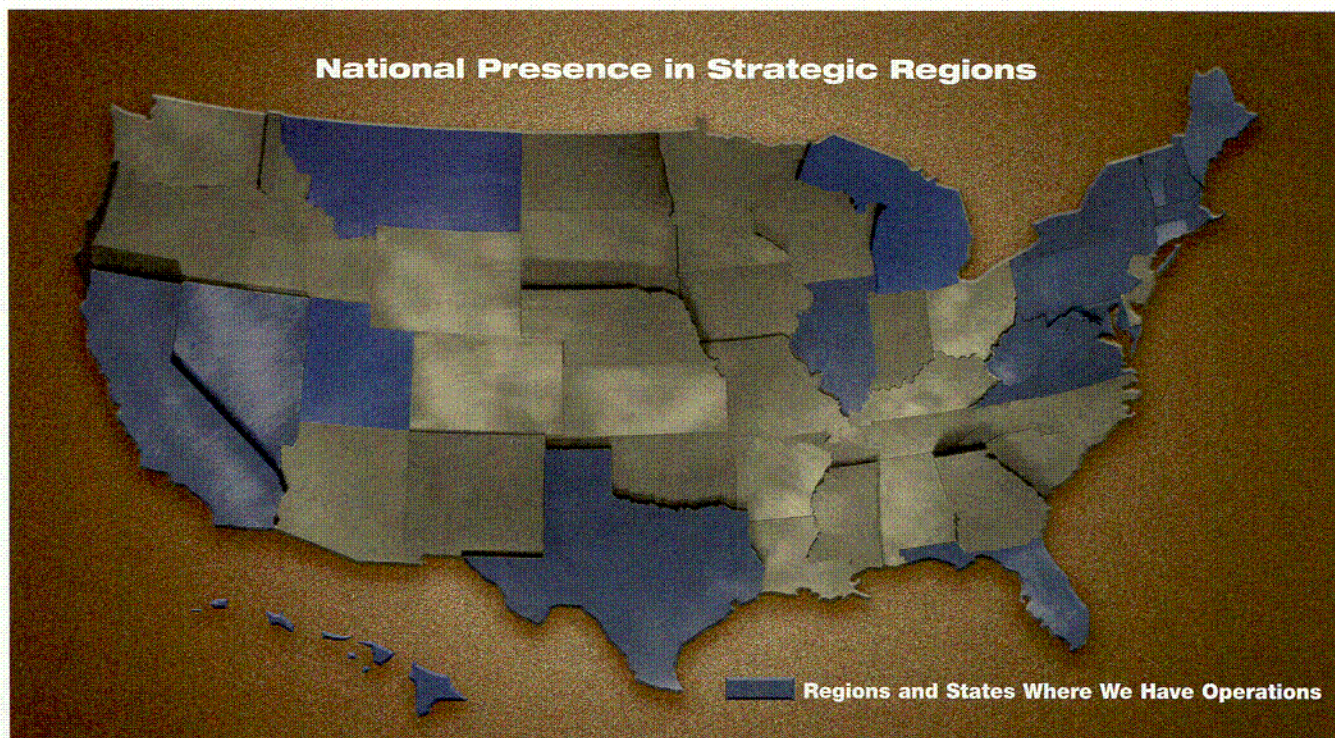 National Presence in Strategic Regions
Regions and States Where We Have Operations